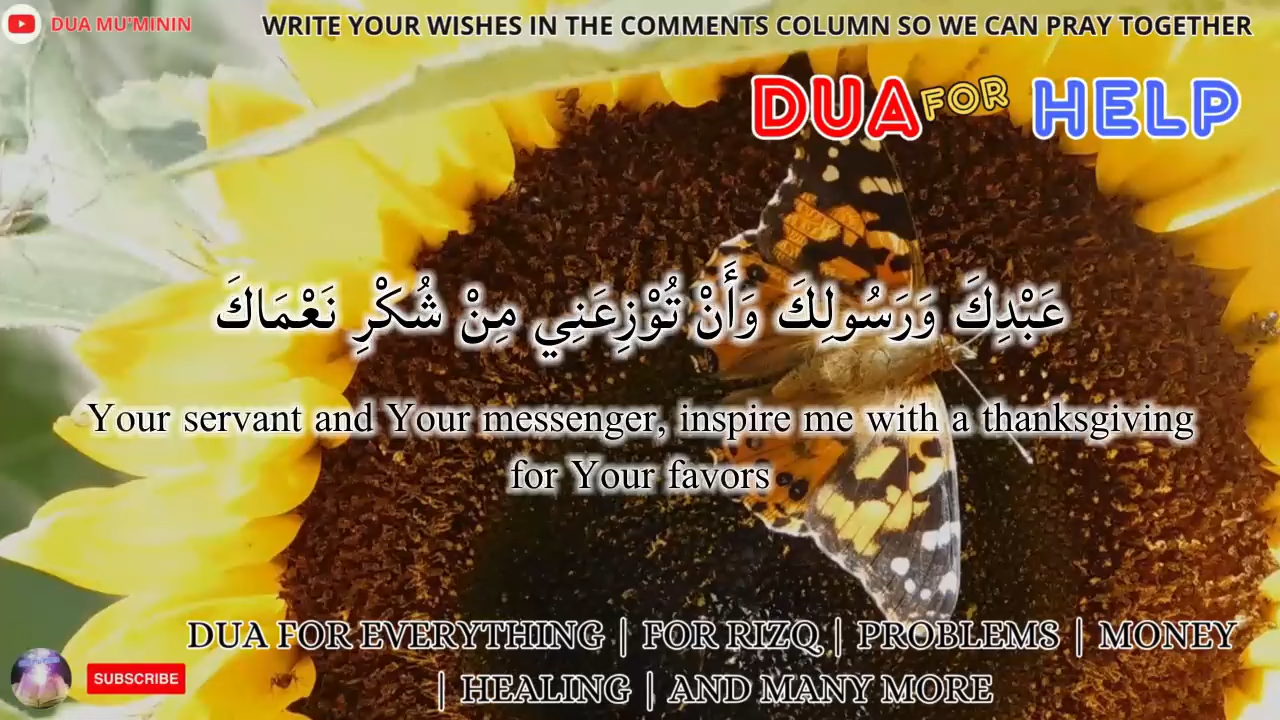 DUA MU'MININ
WRITE YOUR WISHES IN THE COMMENTS COLUMN SO WE CAN PRAY TOGETHER
DUA FOR HELP
عَبْدِكَ وَرَسُولِكَ وَأَنْ تُوْزِعَنِي مِنْ شُكْرِ نَعْمَاكَ
Your servant and Your messenger, inspire me with a thanksgiving
for Your favors
DUA FOR EVERYTHING | FOR RIZQ | PROBLEMS | MONEY
| HEALING | AND MANY MORE
SUBSCRIBE